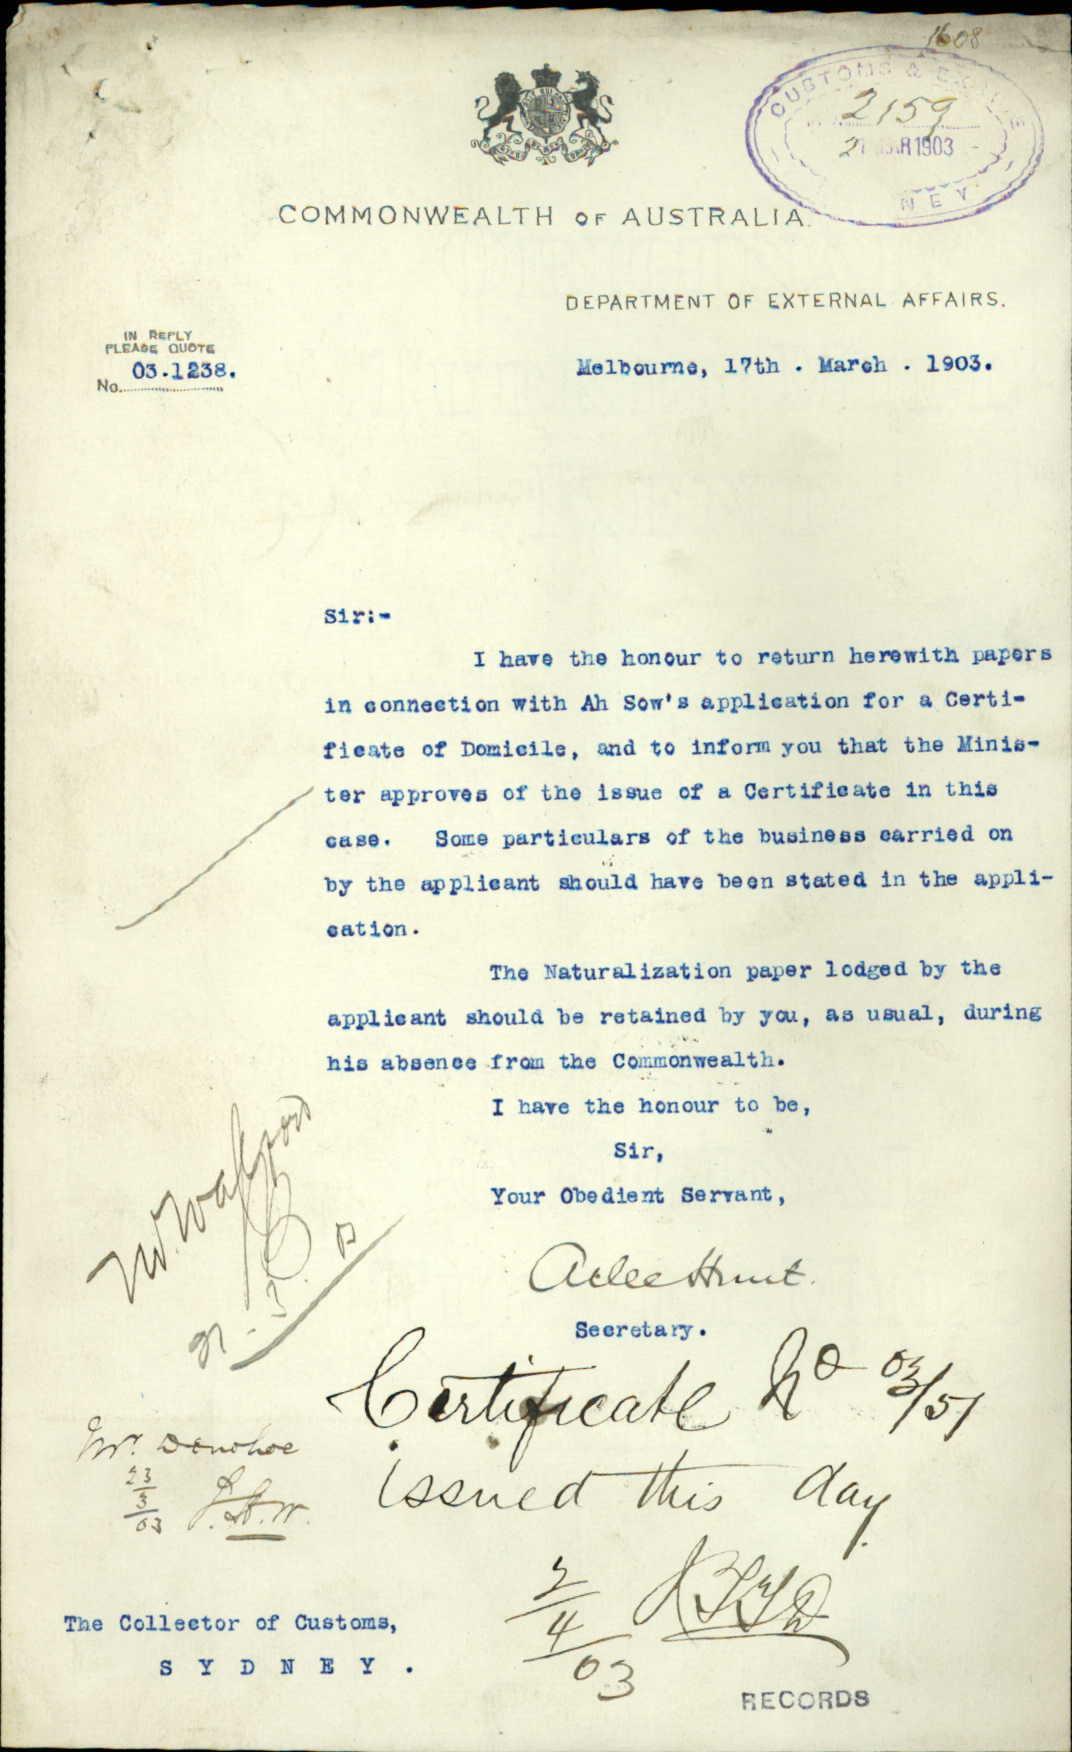 1608
CUSTOMS & EXCISE
2159
MAR 1903
NEY
COMMONWEALTH OF AUSTRALIA.
DEPARTMENT OF EXTERNAL AFFAIRS.
IN REPLY
PLEASE QUOTE
No. 03.1238.
Melbourne, 17th . March . 1903.
Sir:-
I have the honour to return herewith papers
in connection with Ah Sow's application for a Certi-
ficate of Domicile, and to inform you that the Minis-
ter approves of the issue of a Certificate in this
case. Some particulars of the business carried on
by the applicant should have been stated in the appli-
cation.
The Naturalization paper lodged by the
applicant should be retained by you, as usual, during
his absence from the Commonwealth.
I have the honour to be,
Sir,
Your Obedient Servant,
Atlee Hunt.
Secretary.
Certificate No 03/51
issued this day
Mr. Donohoe
23
3
03
2
4
03
The Collector of Customs,
SYDNEY.
RECORDS